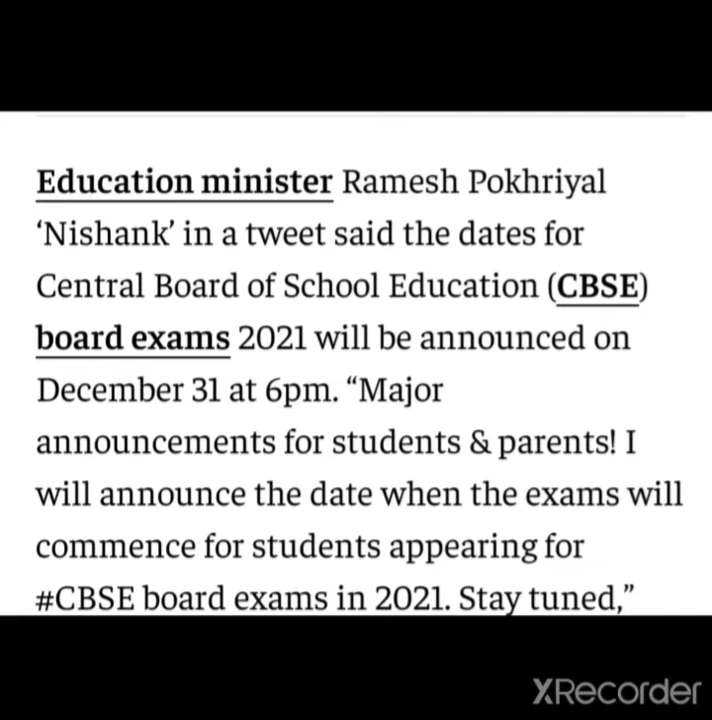 Education minister Ramesh Pokhriyal
‘Nishank’ in a tweet said the dates for
Central Board of School Education (CBSE)
board exams 2021 will be announced on
December 31 at 6pm. “Major
announcements for students & parents! I
will announce the date when the exams will
commence for students appearing for
#CBSE board exams in 2021. Stay tuned,”
XRecorder